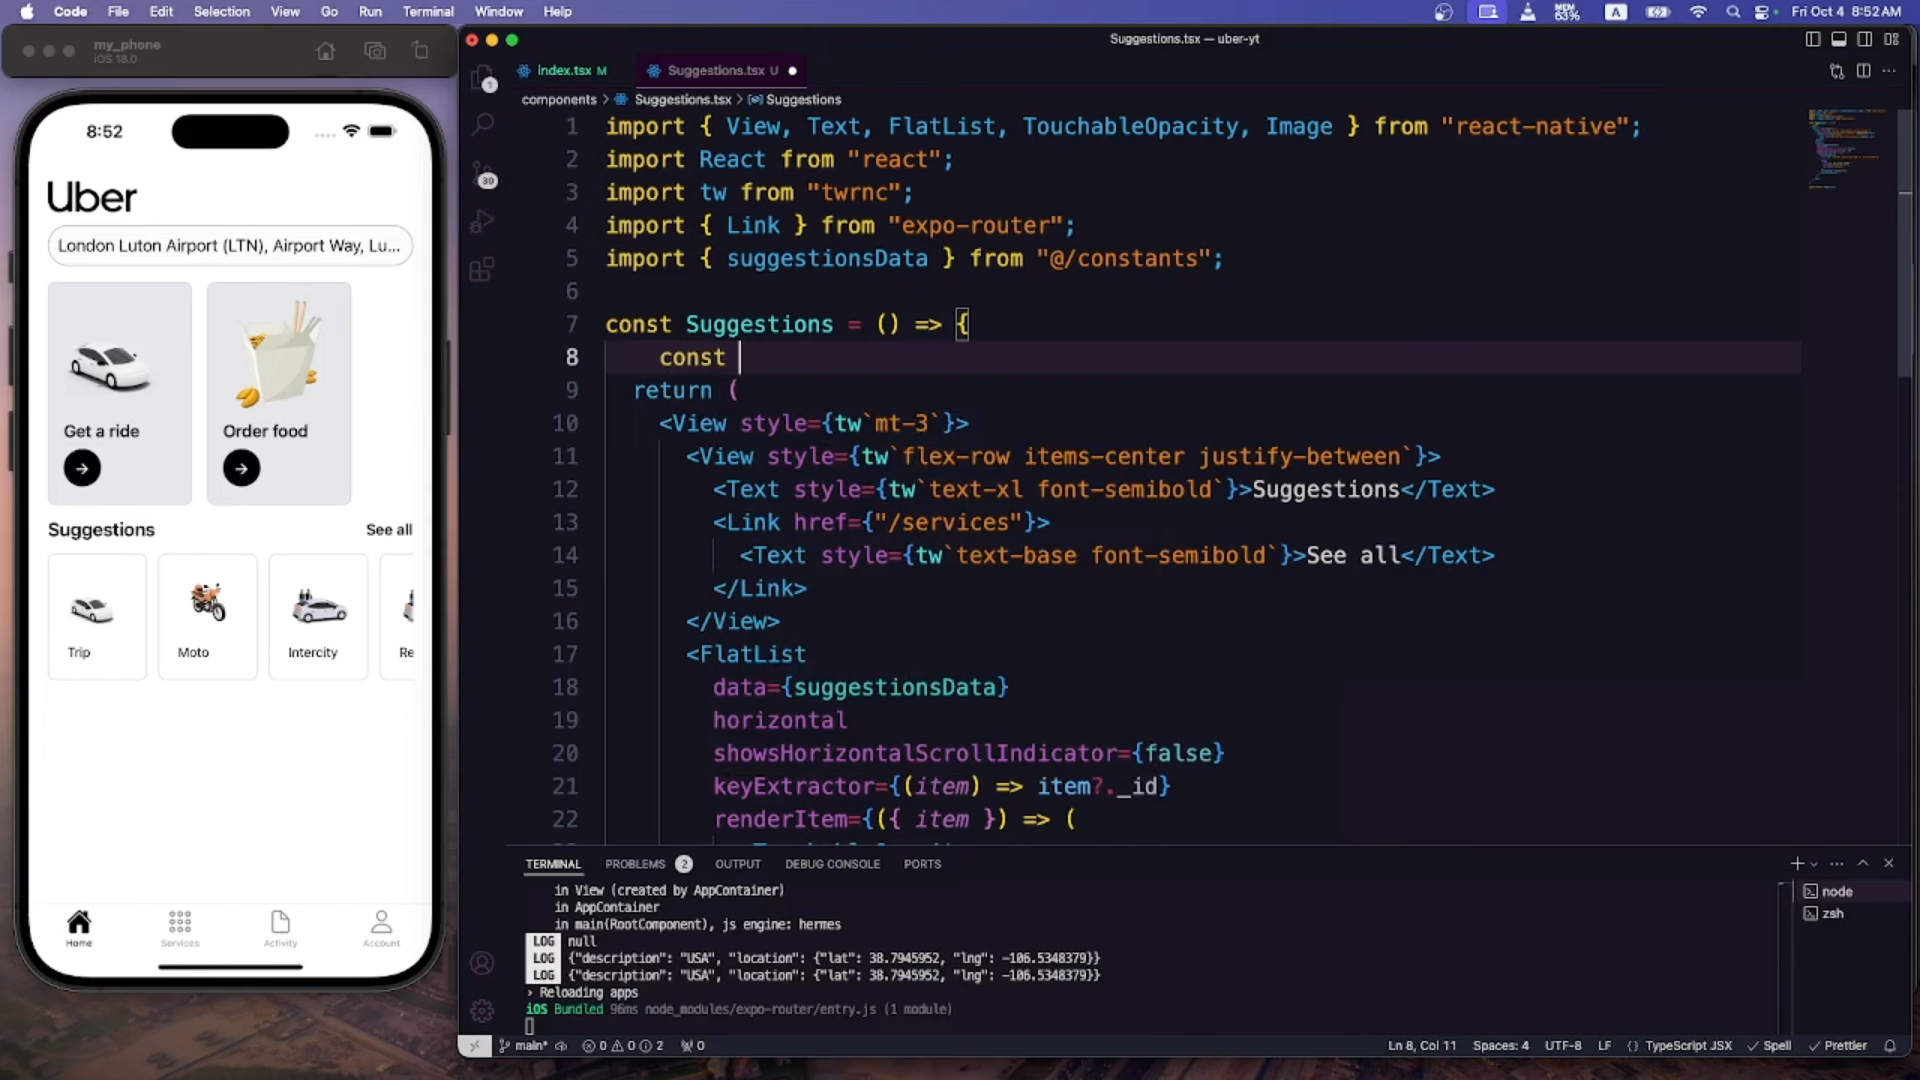 Code File Edit Selection View Go Run Terminal Window Help
MEM 63% A Fri Oct 4 8:52 AM
my_phone
iOS 18.0
8:52
Uber
London Luton Airport (LTN), Airport Way, Lu...
Get a ride Order food
Suggestions See all
Trip Moto Intercity Re
Home Services Activity Account
Suggestions.tsx — uber-yt
1
30
index.tsx M Suggestions.tsx U
components > Suggestions.tsx > Suggestions
1 import { View, Text, FlatList, TouchableOpacity, Image } from "react-native";
2 import React from "react";
3 import tw from "twrnc";
4 import { Link } from "expo-router";
5 import { suggestionsData } from "@/constants";
6
7 const Suggestions = () => {
8 const
9 return (
10 <View style={tw`mt-3`}>
11 <View style={tw`flex-row items-center justify-between`}>
12 <Text style={tw`text-xl font-semibold`}>Suggestions</Text>
13 <Link href={"/services"}>
14 <Text style={tw`text-base font-semibold`}>See all</Text>
15 </Link>
16 </View>
17 <FlatList
18 data={suggestionsData}
19 horizontal
20 showsHorizontalScrollIndicator={false}
21 keyExtractor={(item) => item?._id}
22 renderItem={({ item }) => (
TERMINAL PROBLEMS 2 OUTPUT DEBUG CONSOLE PORTS
in View (created by AppContainer)
in AppContainer
in main(RootComponent), js engine: hermes
LOG null
LOG {"description": "USA", "location": {"lat": 38.7945952, "lng": -106.5348379}}
LOG {"description": "USA", "location": {"lat": 38.7945952, "lng": -106.5348379}}
› Reloading apps
iOS Bundled 96ms node_modules/expo-router/entry.js (1 module)
node
zsh
main* 0 0 2 0 Ln 8, Col 11 Spaces: 4 UTF-8 LF {} TypeScript JSX Spell Prettier